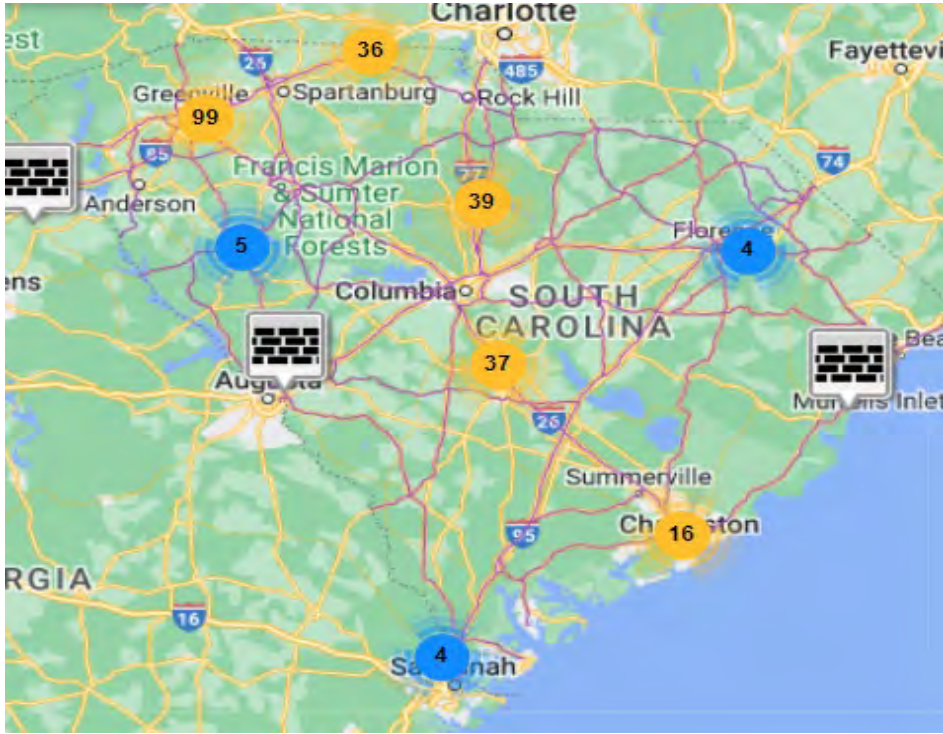 Charlotte
est
36
26
485
Fayettevi
Spartanburg
Rock Hill
Greenville
99
85
74
Francis Marion
& Sumter
National
Forests
77
39
Anderson
5
Florence
4
ens
Columbia
SOUTH
CAROLINA
e Bea
37
Augusta
Murrells Inlet
26
Summerville
Charleston
16
95
RGIA
16
4
Savannah